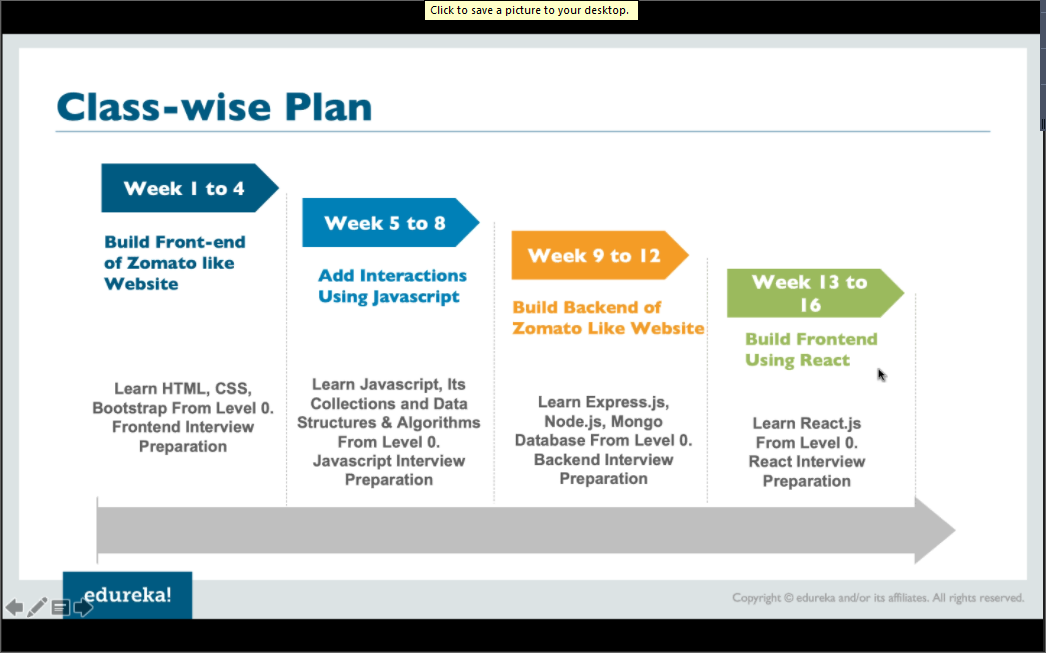 Click to save a picture to your desktop.
Class-wise Plan
Week 1 to 4
Build Front-end
of Zomato like
Website
Learn HTML, CSS,
Bootstrap From Level 0.
Frontend Interview
Preparation
Week 5 to 8
Add Interactions
Using Javascript
Learn Javascript, Its
Collections and Data
Structures & Algorithms
From Level 0.
Javascript Interview
Preparation
Week 9 to 12
Build Backend of
Zomato Like Website
Learn Express.js,
Node.js, Mongo
Database From Level 0.
Backend Interview
Preparation
Week 13 to
16
Build Frontend
Using React
Learn React.js
From Level 0.
React Interview
Preparation
edureka!
Copyright © edureka and/or its affiliates. All rights reserved.